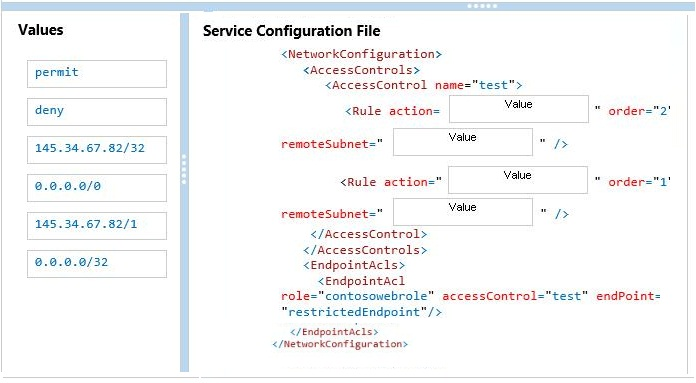 Values
permit
deny
145.34.67.82/32
0.0.0.0/0
145.34.67.82/1
0.0.0.0/32
Service Configuration File
<NetworkConfiguration>
<AccessControls>
<AccessControl name="test">
<Rule action= Value " order="2'
remoteSubnet=" Value " />
<Rule action=" Value " order="1'
remoteSubnet=" Value " />
</AccessControl>
</AccessControls>
<EndpointAcls>
<EndpointAcl
role="contosowebrole" accessControl="test" endPoint=
"restrictedEndpoint"/>
</EndpointAcls>
</NetworkConfiguration>